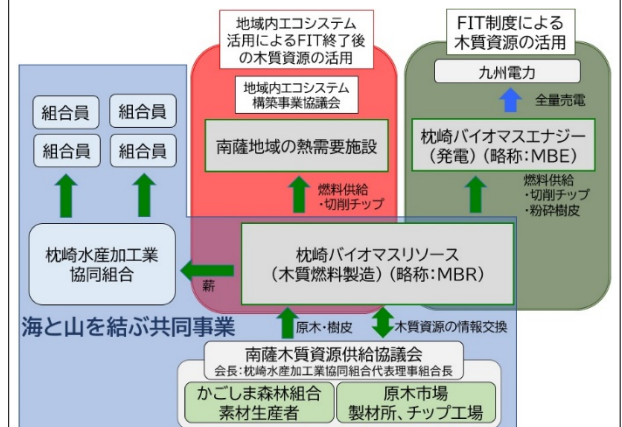 地域内エコシステム
活用によるFIT終了後
の木質資源の活用
FIT制度による
木質資源の活用
地域内エコシステム
構築事業協議会
九州電力
全量売電
組合員
組合員
組合員
組合員
南薩地域の熱需要施設
枕崎バイオマスエナジー
(発電)(略称:MBE)
燃料供給
・切削チップ
燃料供給
・切削チップ
・粉砕樹皮
枕崎水産加工業
協同組合
薪
枕崎バイオマスリソース
(木質燃料製造)(略称:MBR)
海と山を結ぶ共同事業
原木・樹皮
木質資源の情報交換
南薩木質資源供給協議会
会長:枕崎水産加工業協同組合代表理事組合長
かごしま森林組合
素材生産者
原木市場
製材所、チップ工場